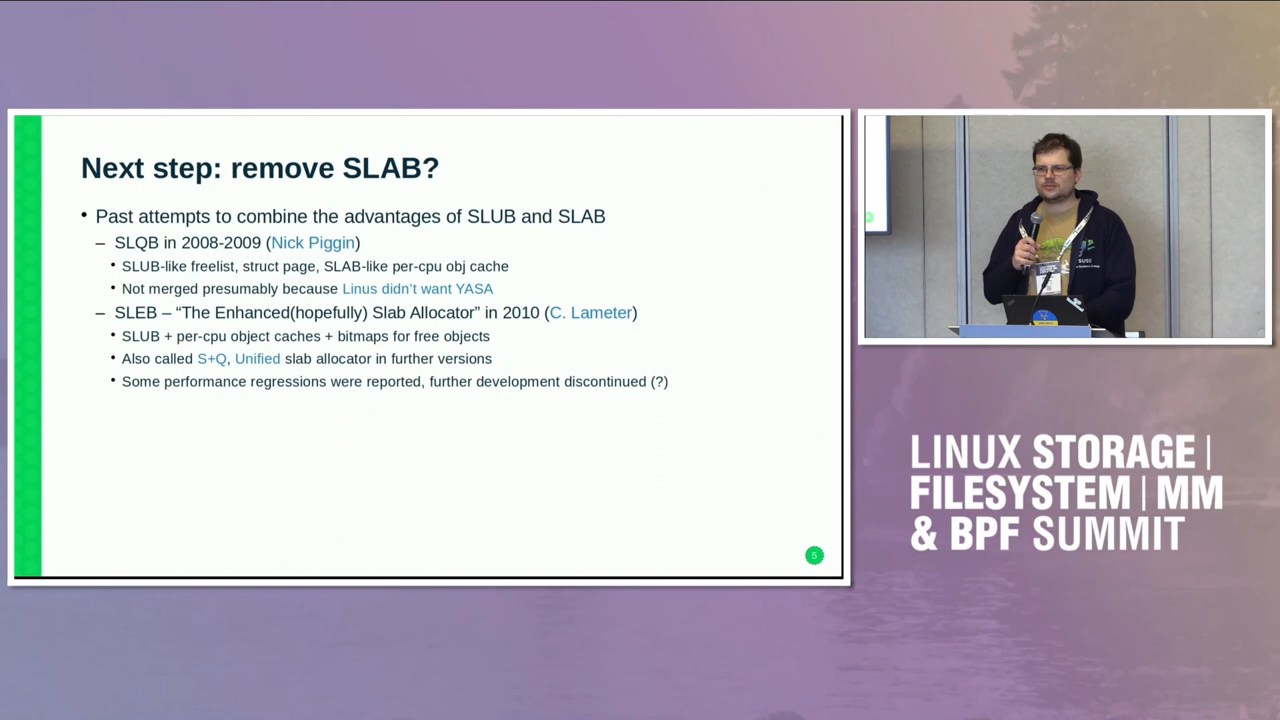 Next step: remove SLAB?
• Past attempts to combine the advantages of SLUB and SLAB
– SLQB in 2008-2009 (Nick Piggin)
• SLUB-like freelist, struct page, SLAB-like per-cpu obj cache
• Not merged presumably because Linus didn't want YASA
– SLEB – “The Enhanced(hopefully) Slab Allocator” in 2010 (C. Lameter)
• SLUB + per-cpu object caches + bitmaps for free objects
• Also called S+Q, Unified slab allocator in further versions
• Some performance regressions were reported, further development discontinued (?)
5
SUSE
LINUX STORAGE |
FILESYSTEM | MM
& BPF SUMMIT